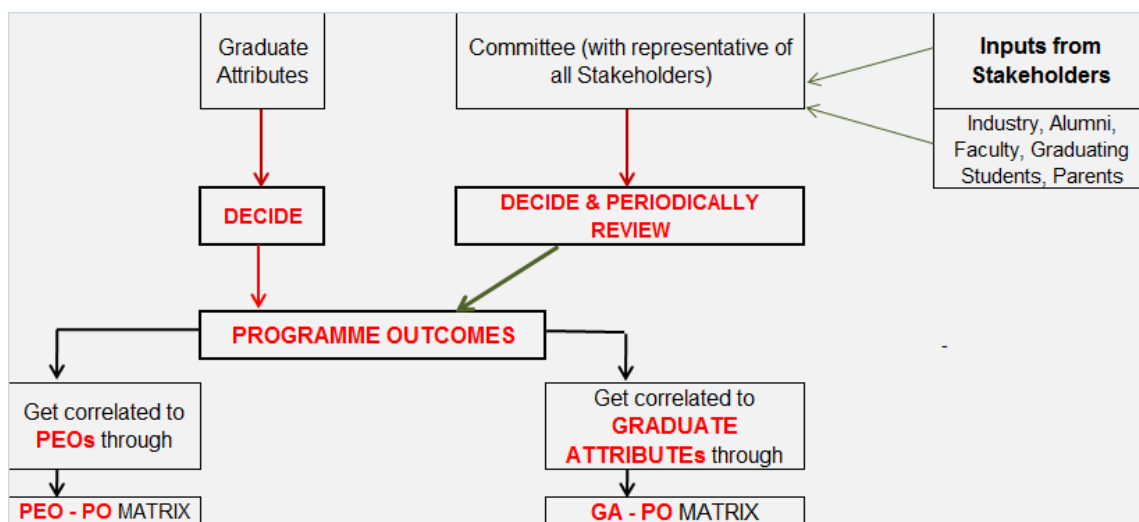 Graduate
Attributes
Committee (with representative of
all Stakeholders)
Inputs from
Stakeholders
Industry, Alumni,
Faculty, Graduating
Students, Parents
DECIDE
DECIDE & PERIODICALLY
REVIEW
PROGRAMME OUTCOMES
-
Get correlated to
PEOs through
Get correlated to
GRADUATE
ATTRIBUTEs through
PEO - PO MATRIX
GA - PO MATRIX